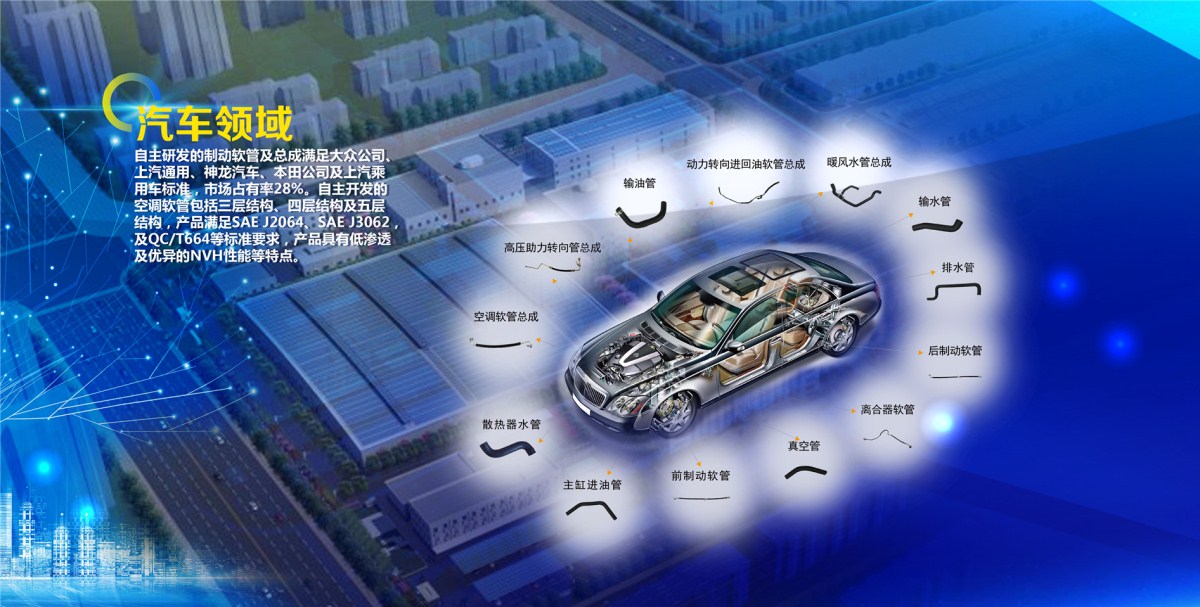 汽车领域
自主研发的制动软管及总成满足大众公司、
上汽通用、神龙汽车、本田公司及上汽乘
用车标准，市场占有率28%。自主开发的
空调软管包括三层结构、四层结构及五层
结构，产品满足SAE J2064、SAE J3062，
及QC/T664等标准要求，产品具有低渗透
及优异的NVH性能等特点。
动力转向进回油软管总成
暖风水管总成
输油管
输水管
高压助力转向管总成
排水管
空调软管总成
后制动软管
离合器软管
散热器水管
真空管
前制动软管
主缸进油管